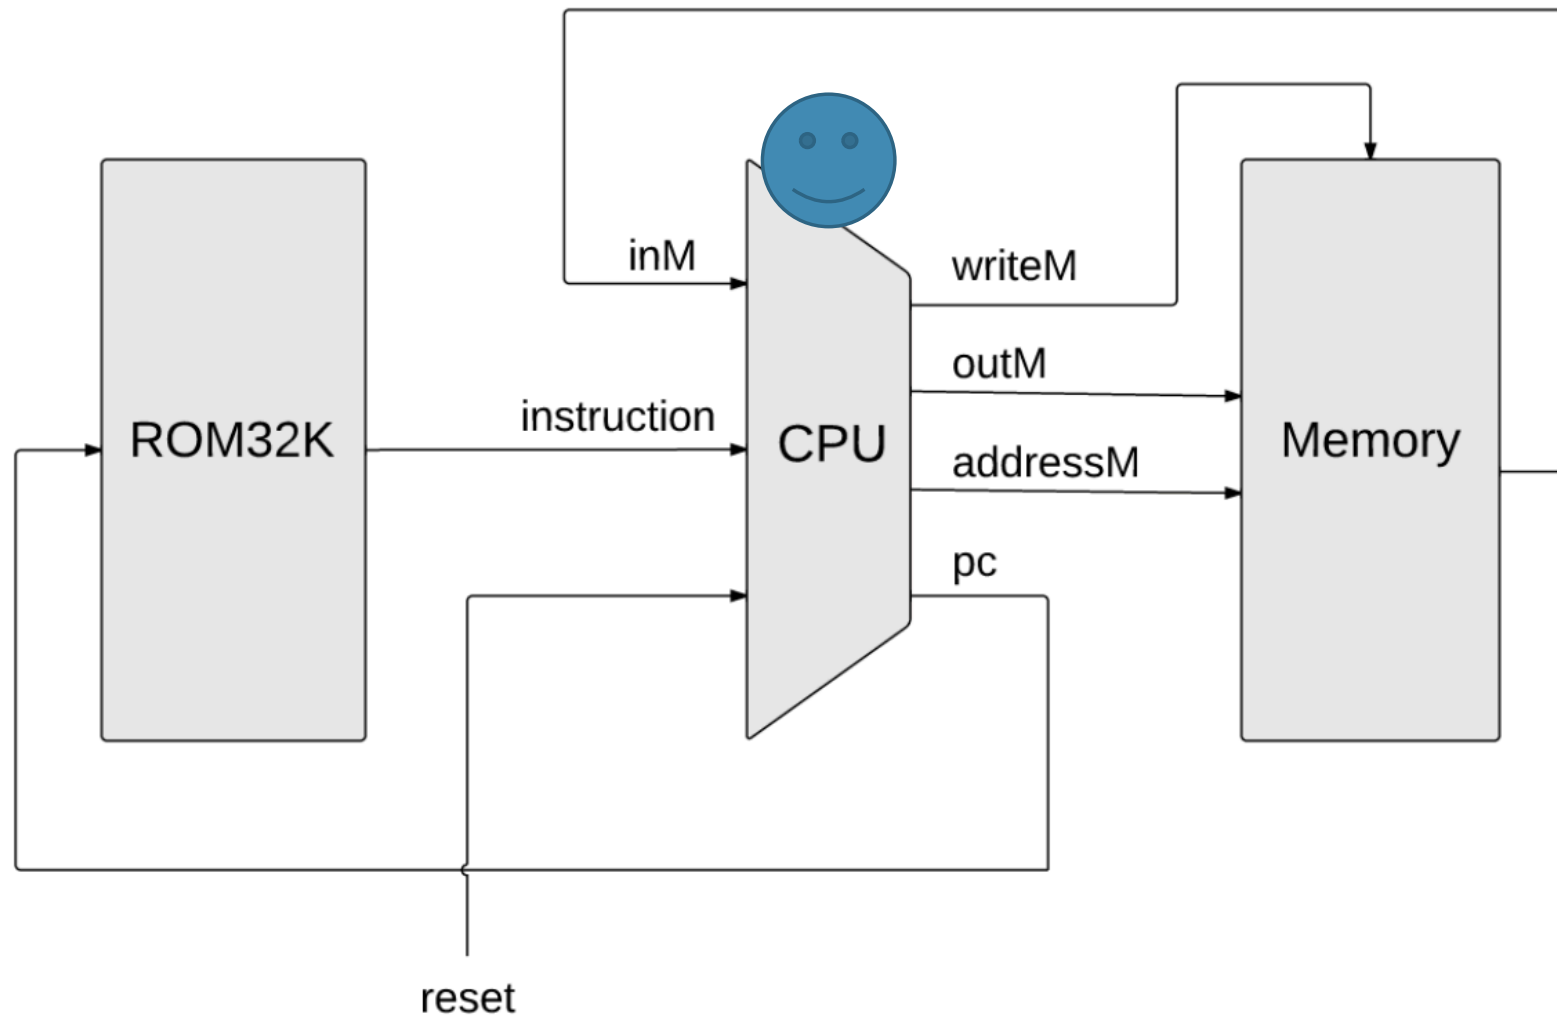 inM
writeM
outM
instruction
ROM32K
CPU
Memory
addressM
pc
reset